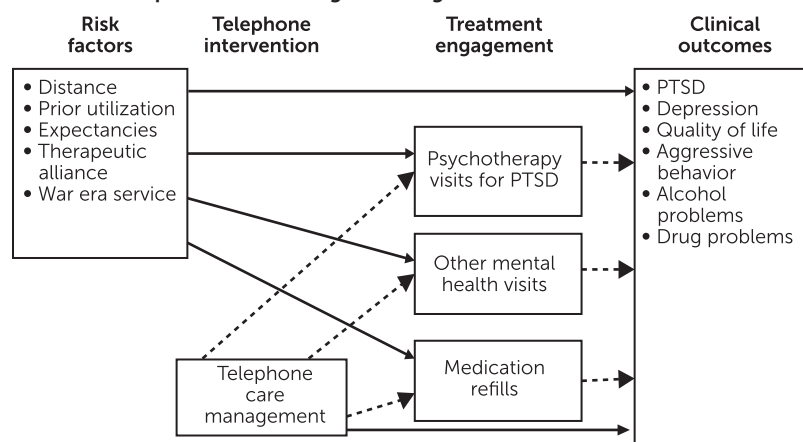 Risk
factors
Telephone
intervention
Treatment
engagement
Clinical
outcomes
• Distance
• Prior utilization
• Expectancies
• Therapeutic
alliance
• War era service
Psychotherapy
visits for PTSD
Other mental
health visits
Medication
refills
Telephone
care
management
• PTSD
• Depression
• Quality of life
• Aggressive
behavior
• Alcohol
problems
• Drug problems